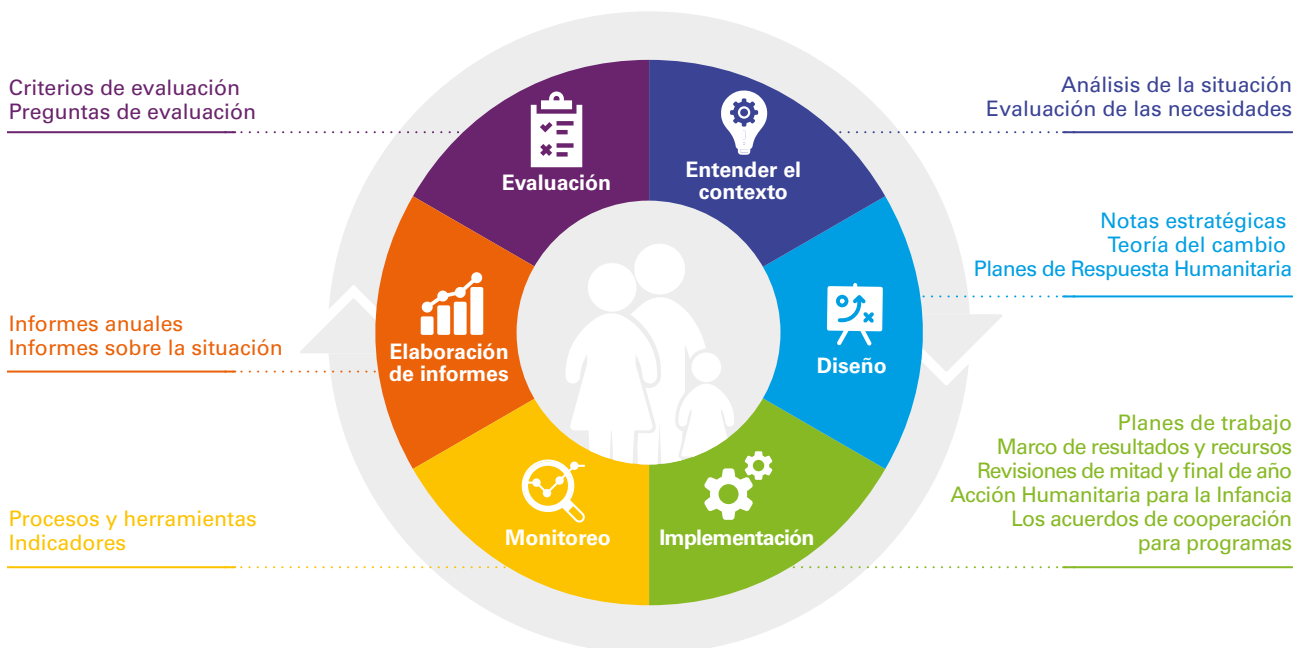 Criterios de evaluación
Preguntas de evaluación
Análisis de la situación
Evaluación de las necesidades
Evaluación
Entender el
contexto
Notas estratégicas
Teoría del cambio
Planes de Respuesta Humanitaria
Informes anuales
Informes sobre la situación
Elaboración
de informes
Diseño
Planes de trabajo
Marco de resultados y recursos
Revisiones de mitad y final de año
Acción Humanitaria para la Infancia
Los acuerdos de cooperación
para programas
Procesos y herramientas
Indicadores
Monitoreo
Implementación